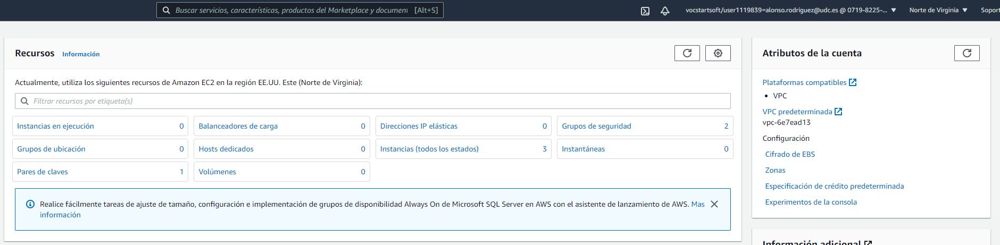 Buscar servicios, características, productos del Marketplace y document [Alt+S]
vocstartsoft/user1119839=alonso.rodriguez@udc.es @ 0719-8225-... ▼ Norte de Virginia ▼ Soport
Recursos Información
Actualmente, utiliza los siguientes recursos de Amazon EC2 en la región EE.UU. Este (Norte de Virginia):
Filtrar recursos por etiqueta(s)
Instancias en ejecución 0
Balanceadores de carga 0
Direcciones IP elásticas 0
Grupos de seguridad 2
Grupos de ubicación 0
Hosts dedicados 0
Instancias (todos los estados) 3
Instantáneas 0
Pares de claves 1
Volúmenes 0
Realice fácilmente tareas de ajuste de tamaño, configuración e implementación de grupos de disponibilidad Always On de Microsoft SQL Server en AWS con el asistente de lanzamiento de AWS. Mas
información
Atributos de la cuenta
Plataformas compatibles
• VPC
VPC predeterminada
vpc-6e7ead13
Configuración
Cifrado de EBS
Zonas
Especificación de crédito predeterminada
Experimentos de la consola
Información adicional